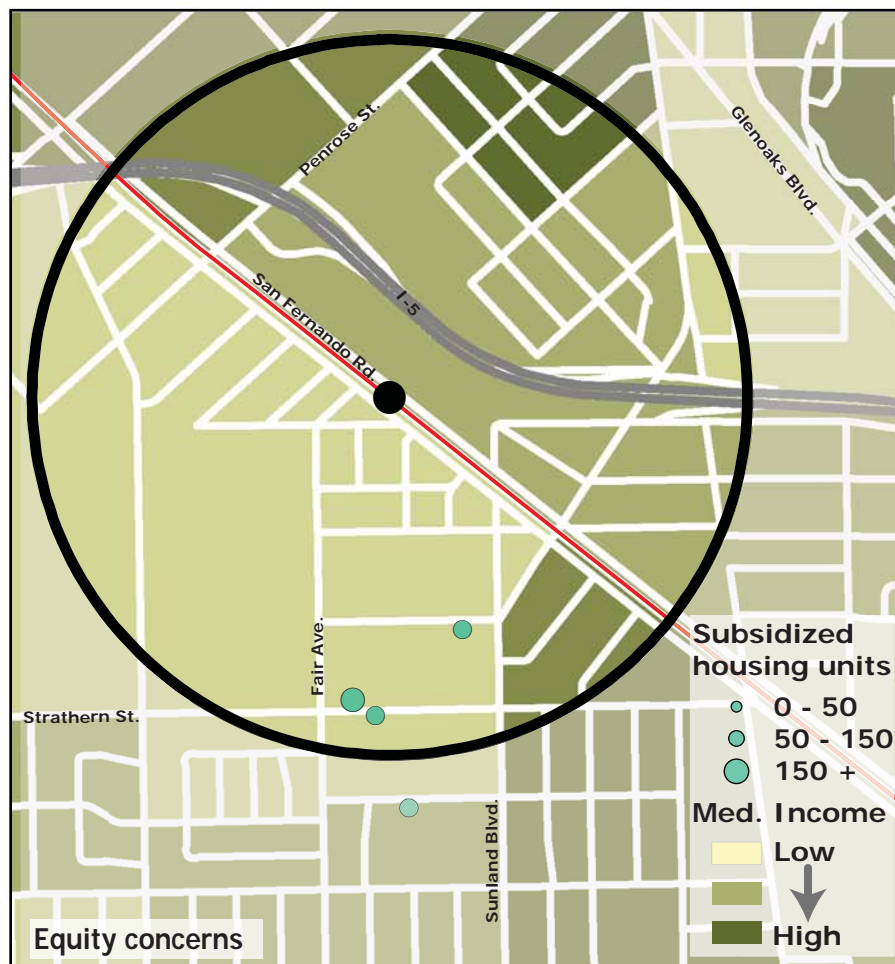 Penrose St.
Glenoaks Blvd.
San Fernando Rd.
I-5
Fair Ave.
Strathern St.
Sunland Blvd.
Subsidized
housing units
0 - 50
50 - 150
150 +
Med. Income
Low
High
Equity concerns